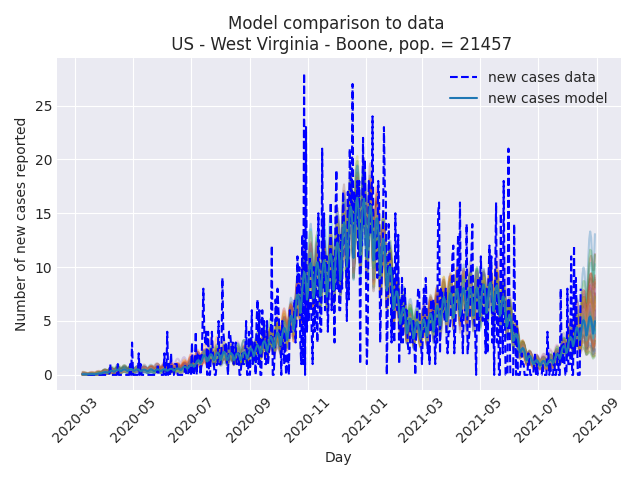 Model comparison to data
US - West Virginia - Boone, pop. = 21457
new cases data
new cases model
Number of new cases reported
25
20
15
10
5
0
2020-03
2020-05
2020-07
2020-09
2020-11
2021-01
2021-03
2021-05
2021-07
2021-09
Day